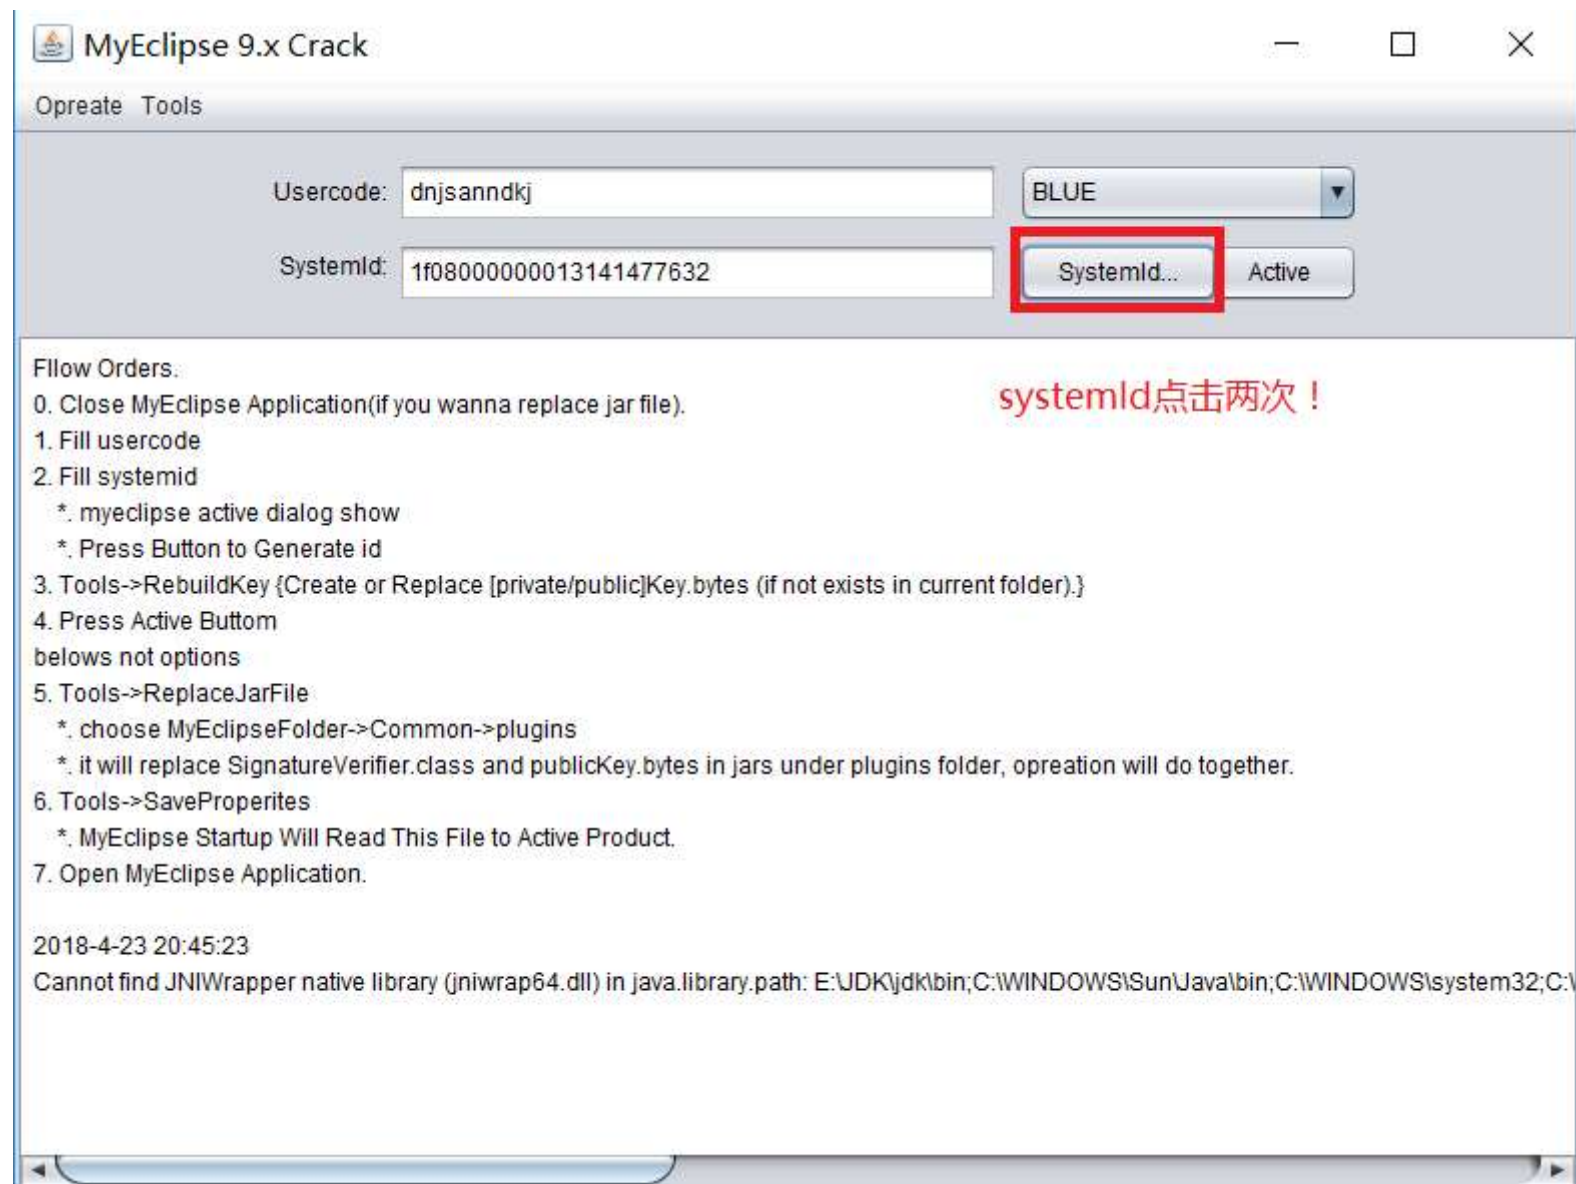 MyEclipse 9.x Crack
Opreate Tools
Usercode: dnjsanndkj BLUE
SystemId: 1f08000000013141477632 SystemId... Active
Fllow Orders.
systemId点击两次！
0. Close MyEclipse Application(if you wanna replace jar file).
1. Fill usercode
2. Fill systemid
*. myeclipse active dialog show
*. Press Button to Generate id
3. Tools->RebuildKey {Create or Replace [private/public]Key.bytes (if not exists in current folder).}
4. Press Active Buttom
belows not options
5. Tools->ReplaceJarFile
*. choose MyEclipseFolder->Common->plugins
*. it will replace SignatureVerifier.class and publicKey.bytes in jars under plugins folder, opreation will do together.
6. Tools->SaveProperites
*. MyEclipse Startup Will Read This File to Active Product.
7. Open MyEclipse Application.
2018-4-23 20:45:23
Cannot find JNIWrapper native library (jniwrap64.dll) in java.library.path: E:\JDK\jdk\bin;C:\WINDOWS\Sun\Java\bin;C:\WINDOWS\system32;C:\